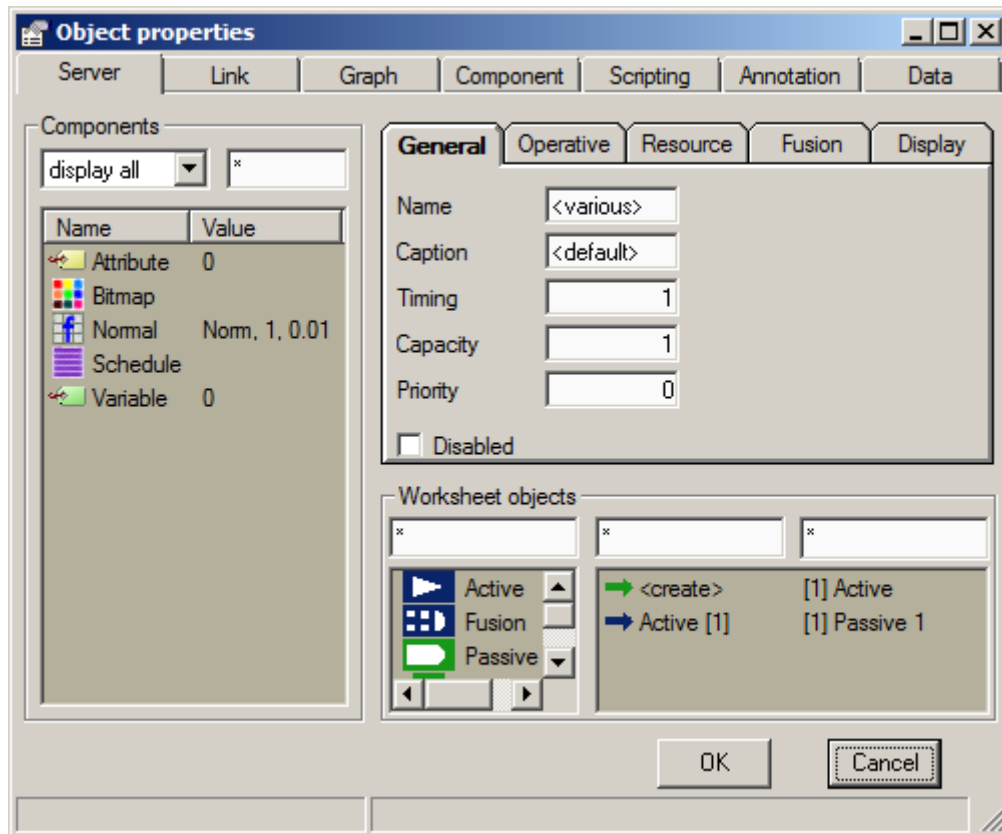 Object properties
Server Link Graph Component Scripting Annotation Data
Components
display all *
Name Value
Attribute 0
Bitmap
Normal Norm, 1, 0.01
Schedule
Variable 0
General Operative Resource Fusion Display
Name <various>
Caption <default>
Timing 1
Capacity 1
Priority 0
Disabled
Worksheet objects
* * *
Active
Fusion
Passive
<create> [1] Active
Active [1] [1] Passive 1
OK Cancel